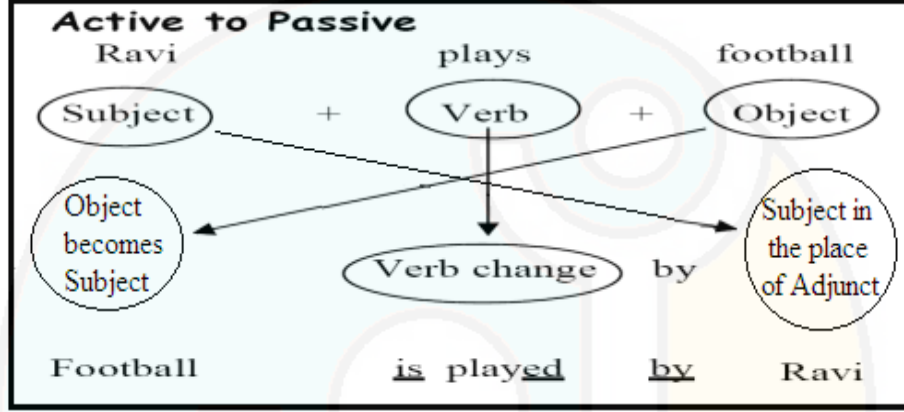 Active to Passive
Ravi plays football
Subject + Verb + Object
Object
becomes
Subject
Verb change by
Subject in
the place
of Adjunct
Football is played by Ravi